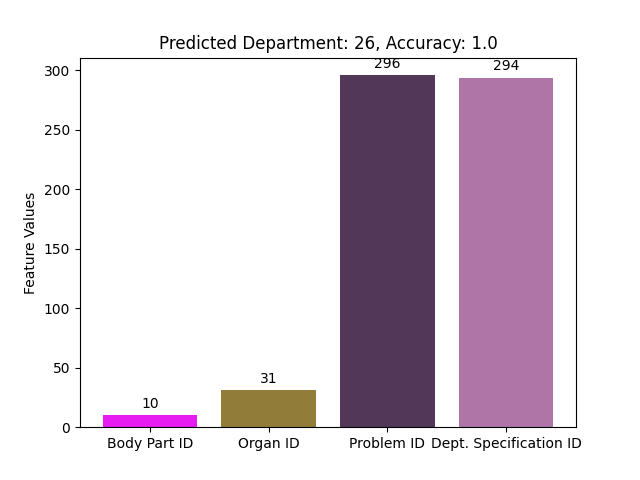 Predicted Department: 26, Accuracy: 1.0
300
250
200
150
100
50
0
Feature Values
10
31
296
294
Body Part ID
Organ ID
Problem ID
Dept. Specification ID